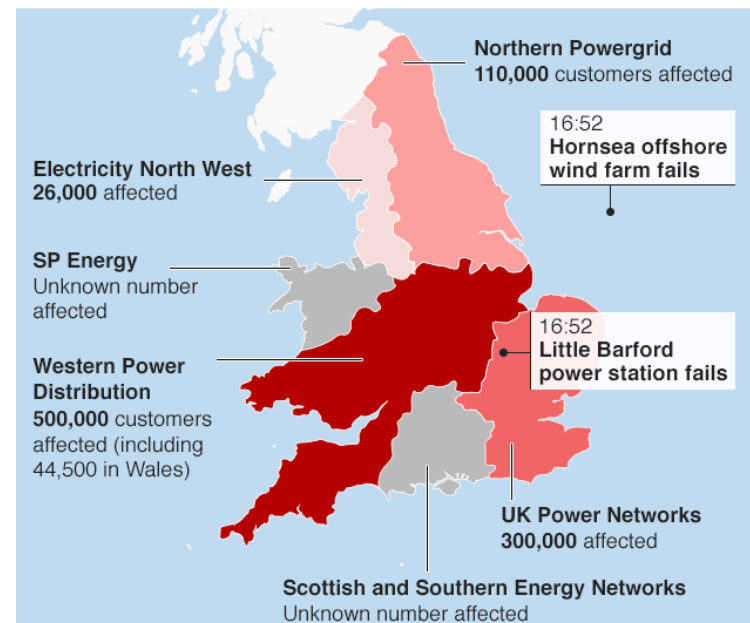 Northern Powergrid
110,000 customers affected
16:52
Hornsea offshore
wind farm fails
Electricity North West
26,000 affected
SP Energy
Unknown number
affected
16:52
Little Barford
power station fails
Western Power
Distribution
500,000 customers
affected (including
44,500 in Wales)
UK Power Networks
300,000 affected
Scottish and Southern Energy Networks
Unknown number affected